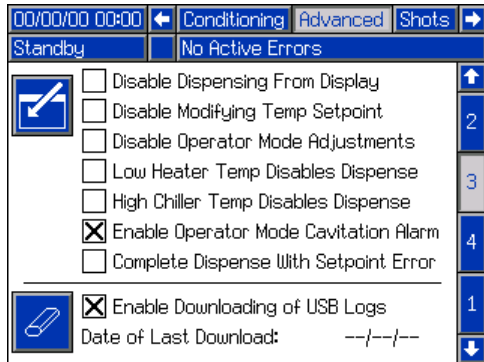 00/00/00 00:00 Conditioning Advanced Shots
Standby No Active Errors
Disable Dispensing From Display
Disable Modifying Temp Setpoint
2
Disable Operator Mode Adjustments
Low Heater Temp Disables Dispense
3
High Chiller Temp Disables Dispense
Enable Operator Mode Cavitation Alarm
4
Complete Dispense With Setpoint Error
Enable Downloading of USB Logs
1
Date of Last Download: --/--/--